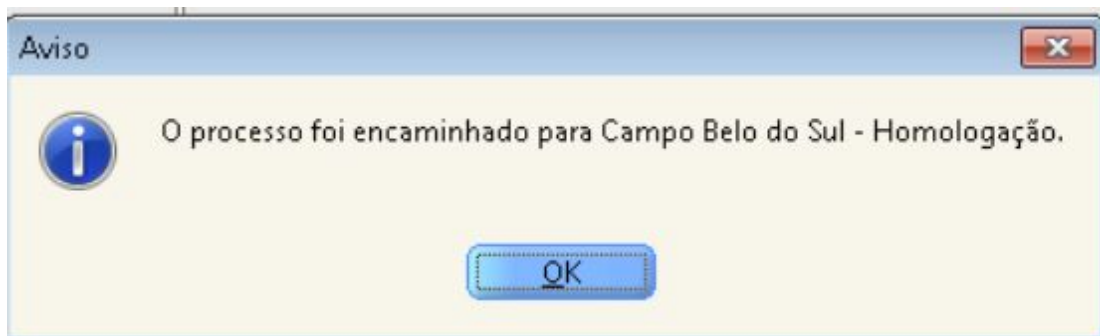 Aviso
O processo foi encaminhado para Campo Belo do Sul - Homologação.
OK